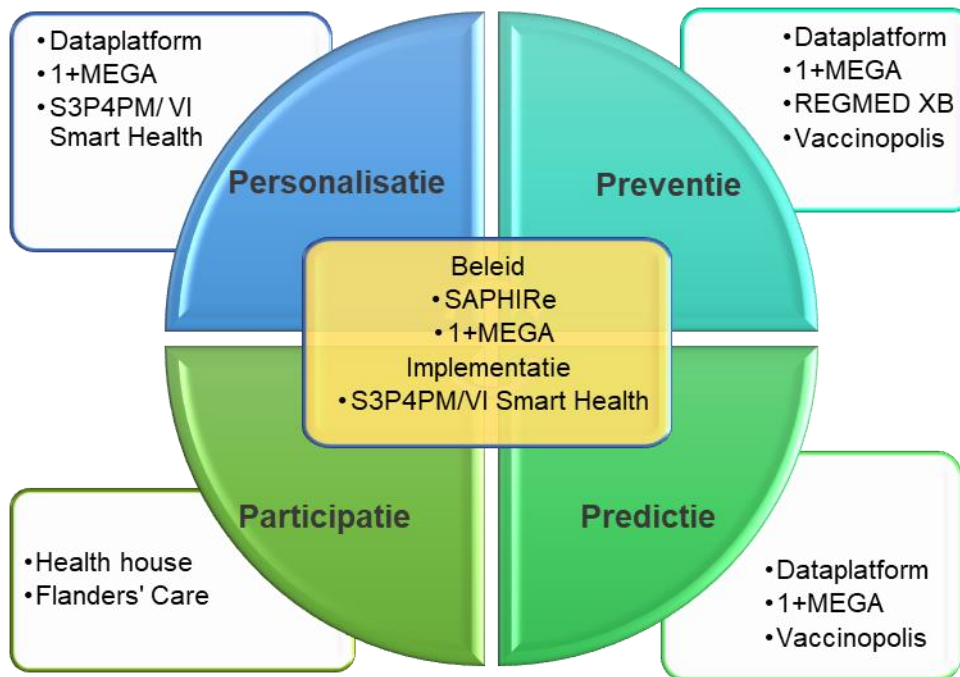 •Dataplatform
•1+MEGA
•S3P4PM/ VI
Smart Health
Personalisatie
•Dataplatform
•1+MEGA
•REGMED XB
•Vaccinopolis
Preventie
Beleid
•SAPHIRe
•1+MEGA
Implementatie
•S3P4PM/VI Smart Health
Participatie
•Health house
•Flanders' Care
Predictie
•Dataplatform
•1+MEGA
•Vaccinopolis